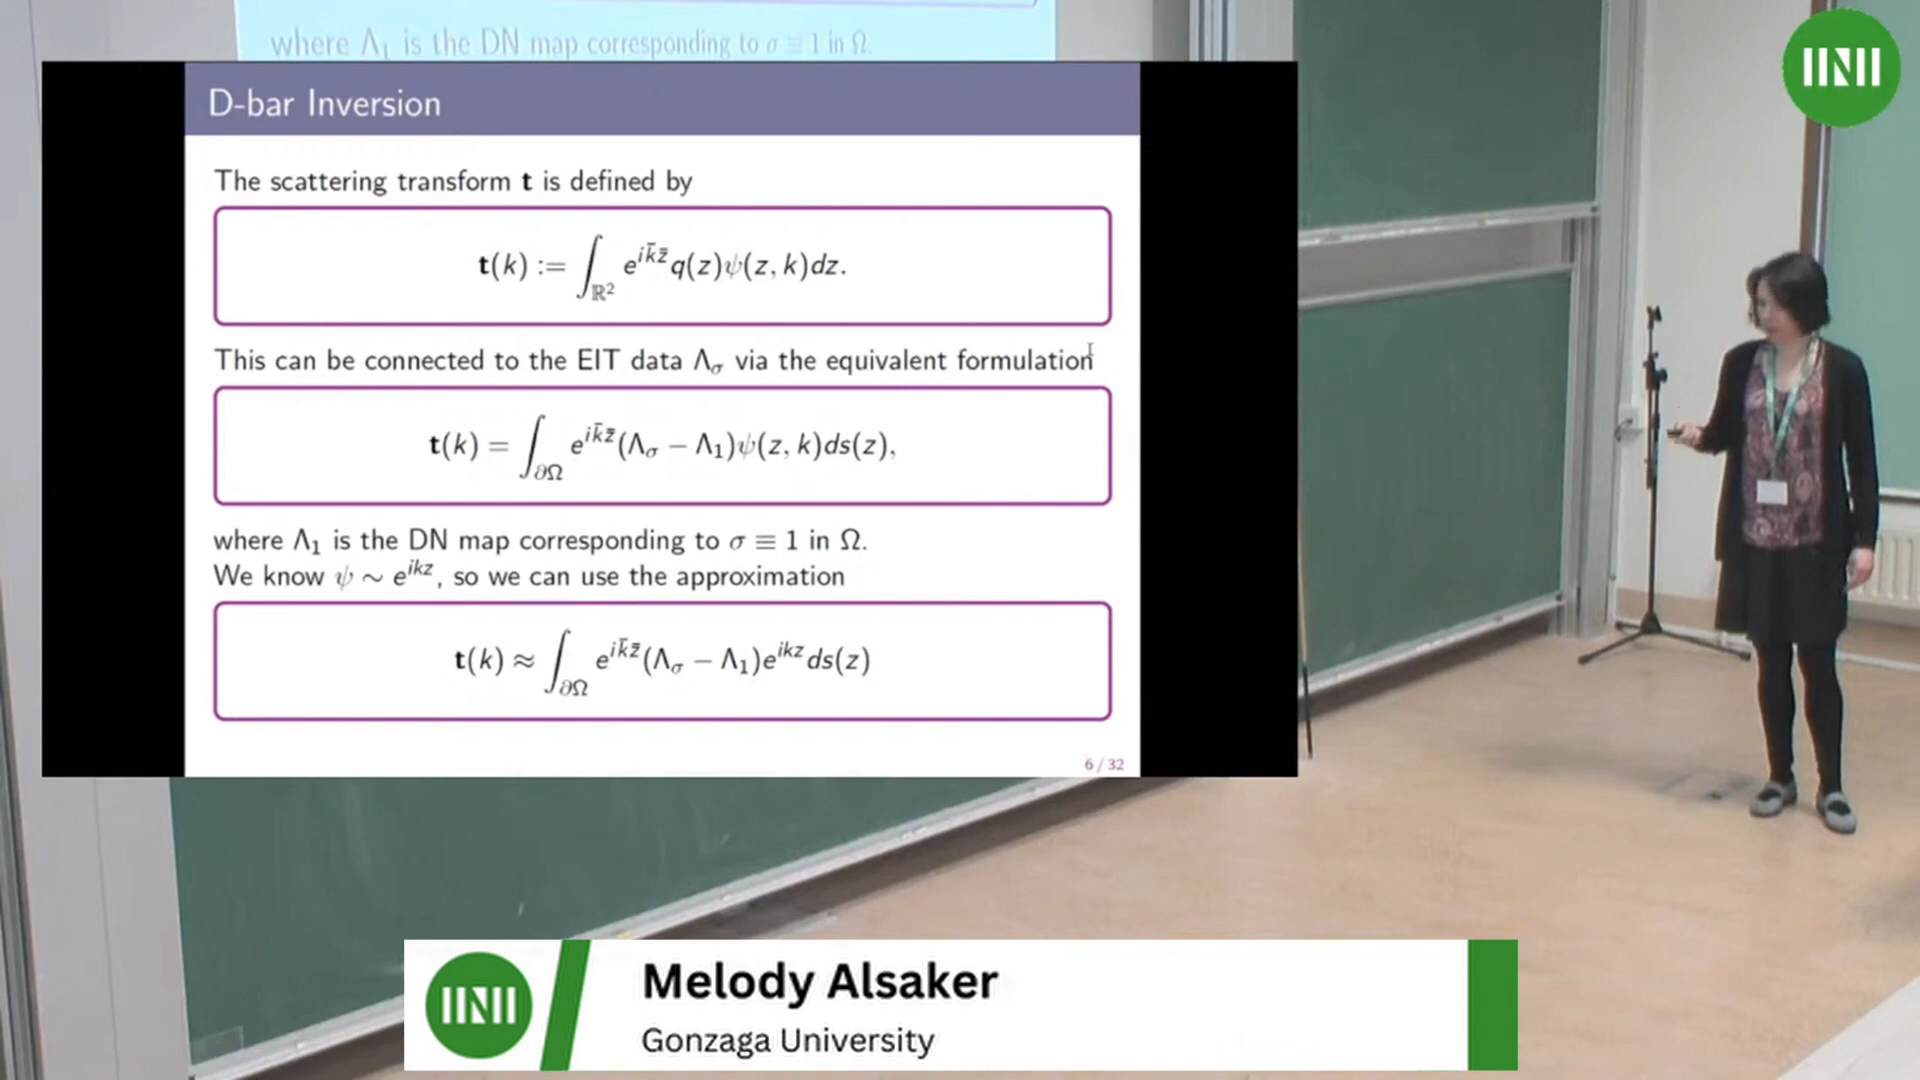 where Λ₁ is the DN map corresponding to σ ≡ 1 in Ω.
D-bar Inversion
The scattering transform t is defined by
t(k) := ∫_{ℝ²} e^{ik̄z̄} q(z)ψ(z, k)dz.
This can be connected to the EIT data Λ_σ via the equivalent formulation
t(k) = ∫_{∂Ω} e^{ik̄z̄}(Λ_σ − Λ₁)ψ(z, k)ds(z),
where Λ₁ is the DN map corresponding to σ ≡ 1 in Ω.
We know ψ ∼ e^{ikz}, so we can use the approximation
t(k) ≈ ∫_{∂Ω} e^{ik̄z̄}(Λ_σ − Λ₁)e^{ikz} ds(z)
6 / 32
Melody Alsaker
Gonzaga University